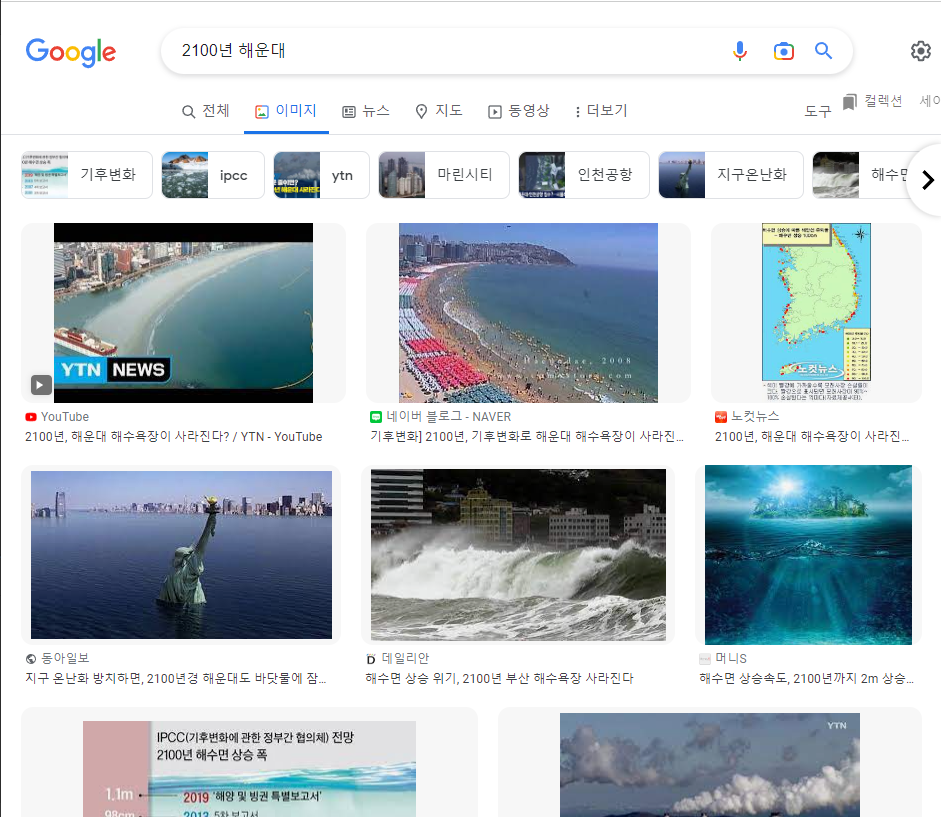 Google
2100년 해운대
전체
이미지
뉴스
지도
동영상
더보기
도구
컬렉션
기후변화
ipcc
ytn
마린시티
인천공항
지구온난화
YTN NEWS
Haeundae, 2008
노컷뉴스
YouTube
2100년, 해운대 해수욕장이 사라진다? / YTN - YouTube
네이버 블로그 - NAVER
기후변화] 2100년, 기후변화로 해운대 해수욕장이 사라진...
노컷뉴스
2100년, 해운대 해수욕장이 사라진...
동아일보
지구 온난화 방치하면, 2100년경 해운대도 바닷물에 잠...
데일리안
해수면 상승 위기, 2100년 부산 해수욕장 사라진다
머니S
해수면 상승속도, 2100년까지 2m 상승...
IPCC(기후변화에 관한 정부간 협의체) 전망
2100년 해수면 상승 폭
1.1m
2019 '해양 및 빙권 특별보고서'
98cm
2013 5차 보고서
YTN